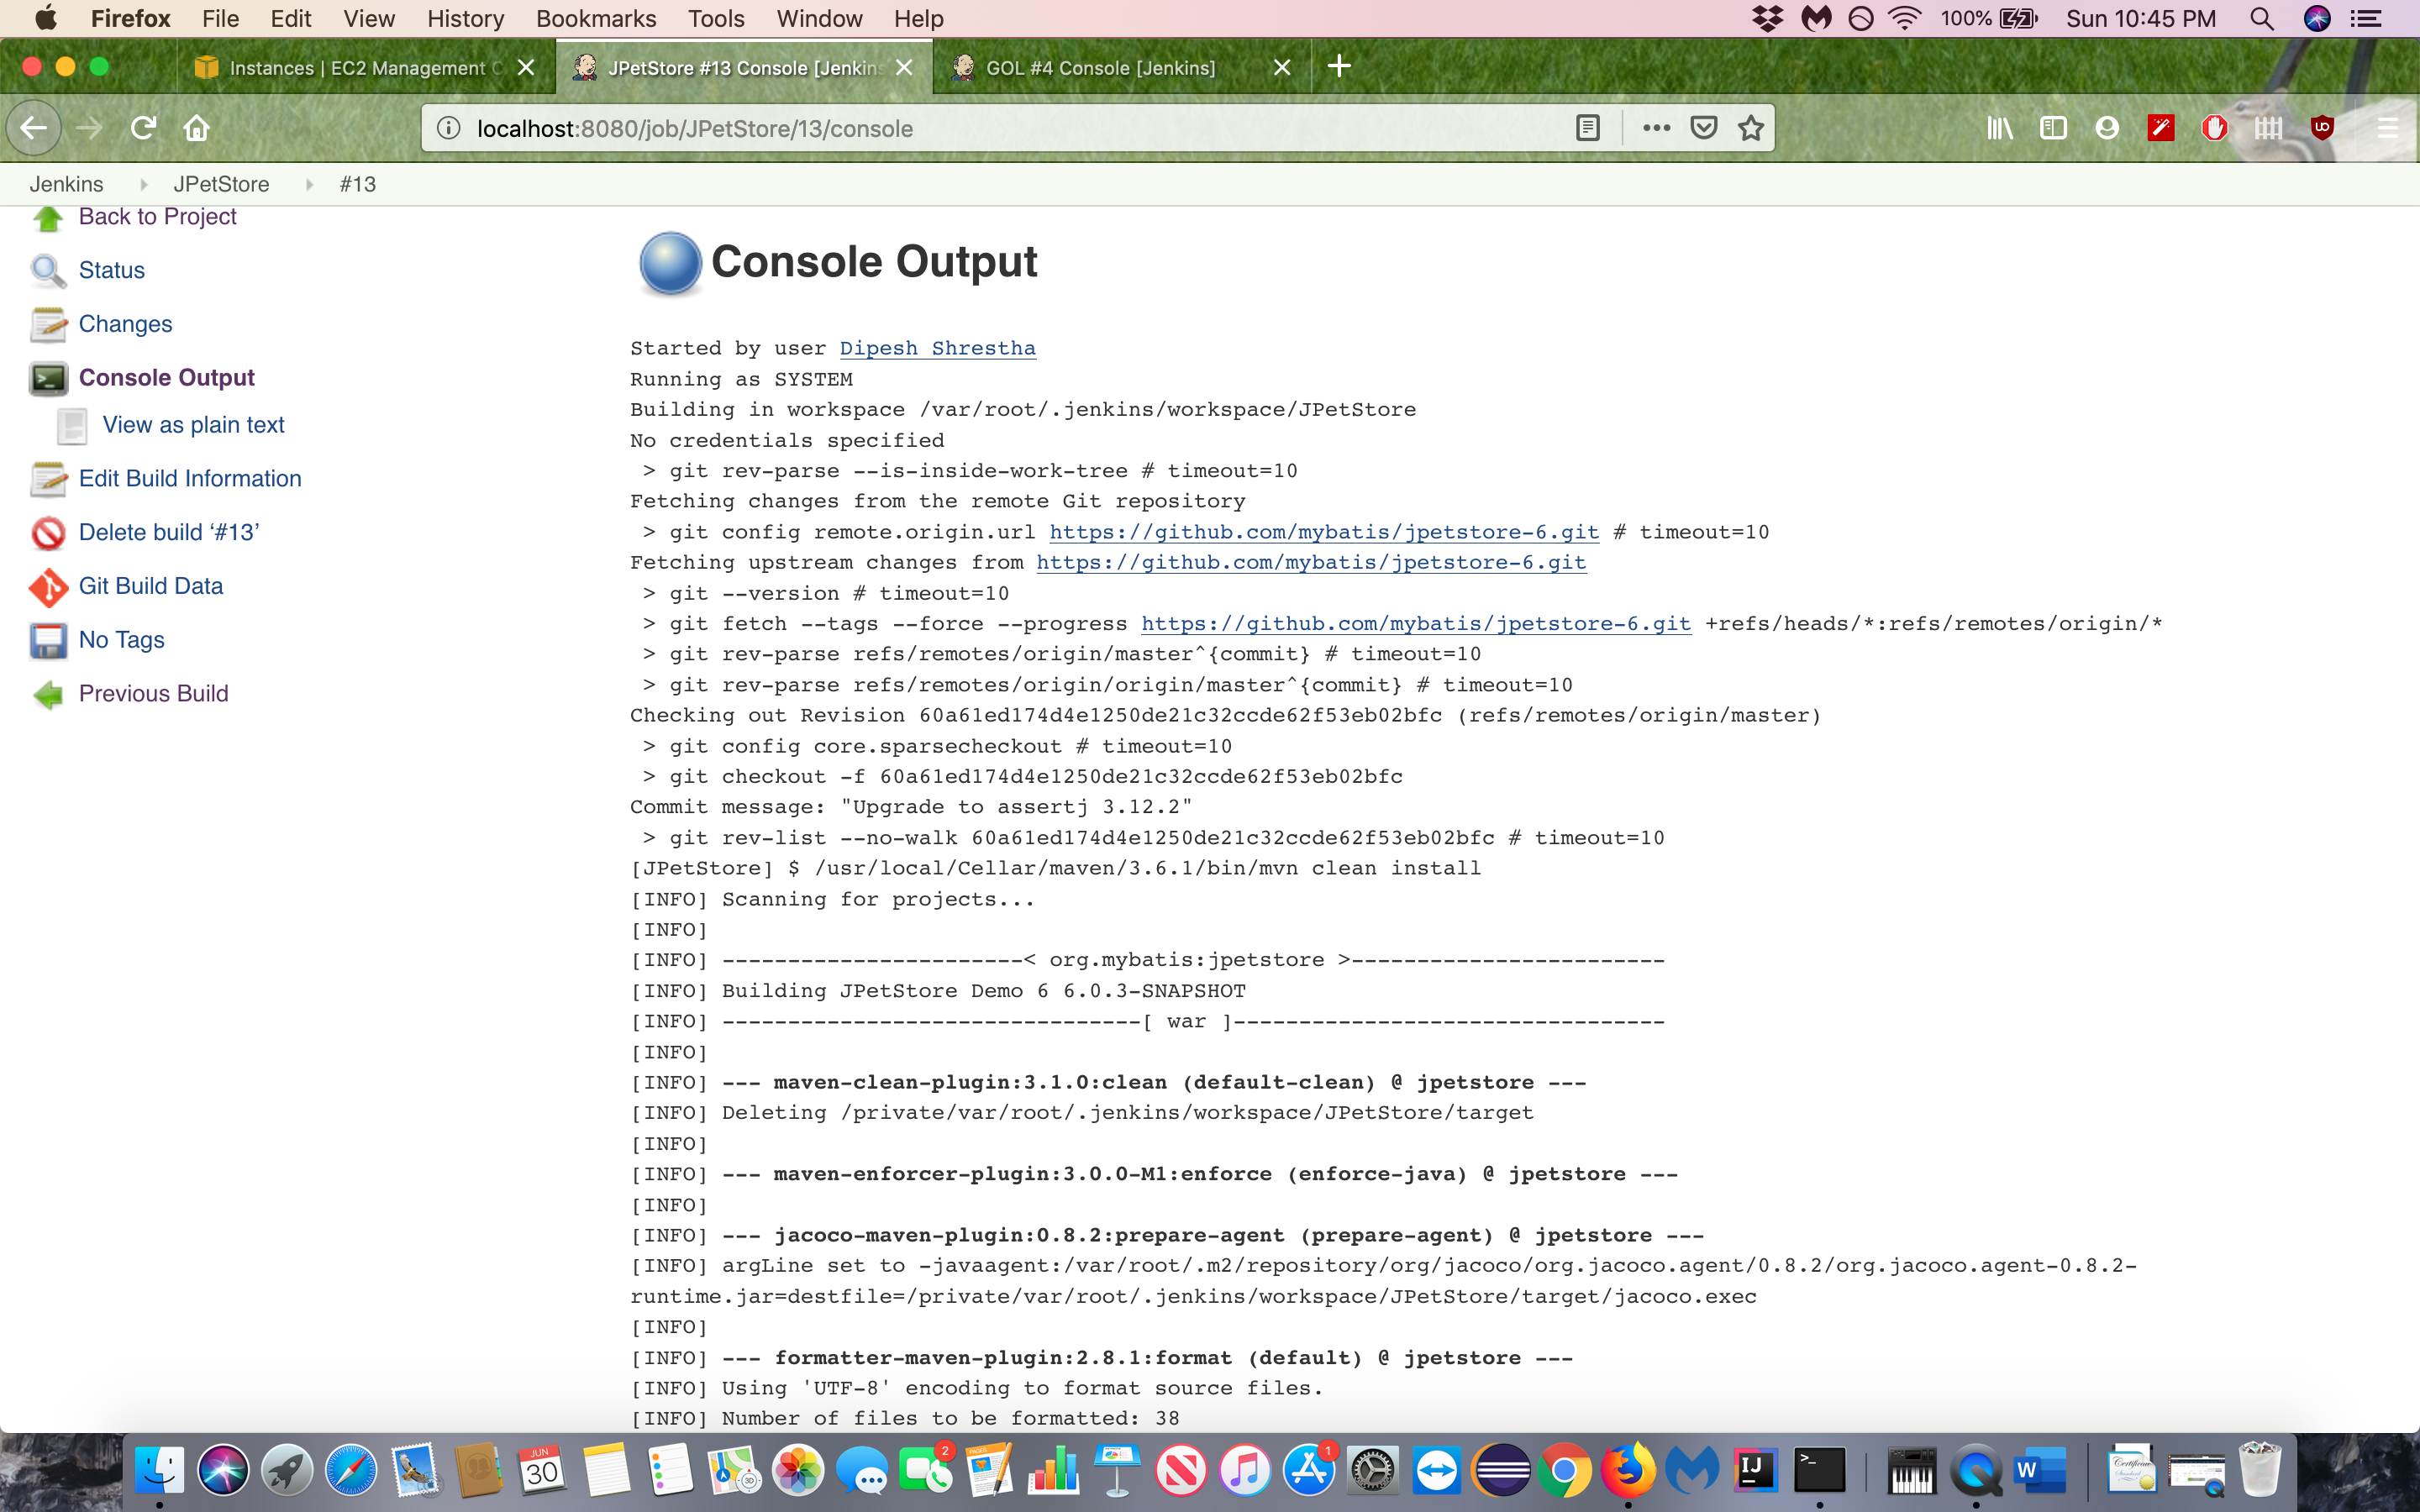 Firefox File Edit View History Bookmarks Tools Window Help 100% Sun 10:45 PM
Instances | EC2 Management C JPetStore #13 Console [Jenkins GOL #4 Console [Jenkins]
localhost:8080/job/JPetStore/13/console
Jenkins JPetStore #13
Back to Project
Status
Changes
Console Output
View as plain text
Edit Build Information
Delete build ‘#13’
Git Build Data
No Tags
Previous Build
Console Output
Started by user Dipesh Shrestha
Running as SYSTEM
Building in workspace /var/root/.jenkins/workspace/JPetStore
No credentials specified
 > git rev-parse --is-inside-work-tree # timeout=10
Fetching changes from the remote Git repository
 > git config remote.origin.url https://github.com/mybatis/jpetstore-6.git # timeout=10
Fetching upstream changes from https://github.com/mybatis/jpetstore-6.git
 > git --version # timeout=10
 > git fetch --tags --force --progress https://github.com/mybatis/jpetstore-6.git +refs/heads/*:refs/remotes/origin/*
 > git rev-parse refs/remotes/origin/master^{commit} # timeout=10
 > git rev-parse refs/remotes/origin/origin/master^{commit} # timeout=10
Checking out Revision 60a61ed174d4e1250de21c32ccde62f53eb02bfc (refs/remotes/origin/master)
 > git config core.sparsecheckout # timeout=10
 > git checkout -f 60a61ed174d4e1250de21c32ccde62f53eb02bfc
Commit message: "Upgrade to assertj 3.12.2"
 > git rev-list --no-walk 60a61ed174d4e1250de21c32ccde62f53eb02bfc # timeout=10
[JPetStore] $ /usr/local/Cellar/maven/3.6.1/bin/mvn clean install
[INFO] Scanning for projects...
[INFO]
[INFO] -----------------------< org.mybatis:jpetstore >------------------------
[INFO] Building JPetStore Demo 6 6.0.3-SNAPSHOT
[INFO] --------------------------------[ war ]---------------------------------
[INFO]
[INFO] --- maven-clean-plugin:3.1.0:clean (default-clean) @ jpetstore ---
[INFO] Deleting /private/var/root/.jenkins/workspace/JPetStore/target
[INFO]
[INFO] --- maven-enforcer-plugin:3.0.0-M1:enforce (enforce-java) @ jpetstore ---
[INFO]
[INFO] --- jacoco-maven-plugin:0.8.2:prepare-agent (prepare-agent) @ jpetstore ---
[INFO] argLine set to -javaagent:/var/root/.m2/repository/org/jacoco/org.jacoco.agent/0.8.2/org.jacoco.agent-0.8.2-
runtime.jar=destfile=/private/var/root/.jenkins/workspace/JPetStore/target/jacoco.exec
[INFO]
[INFO] --- formatter-maven-plugin:2.8.1:format (default) @ jpetstore ---
[INFO] Using 'UTF-8' encoding to format source files.
[INFO] Number of files to be formatted: 38
JUN
30
3D
2
PAGES
1
IJ
>_
W